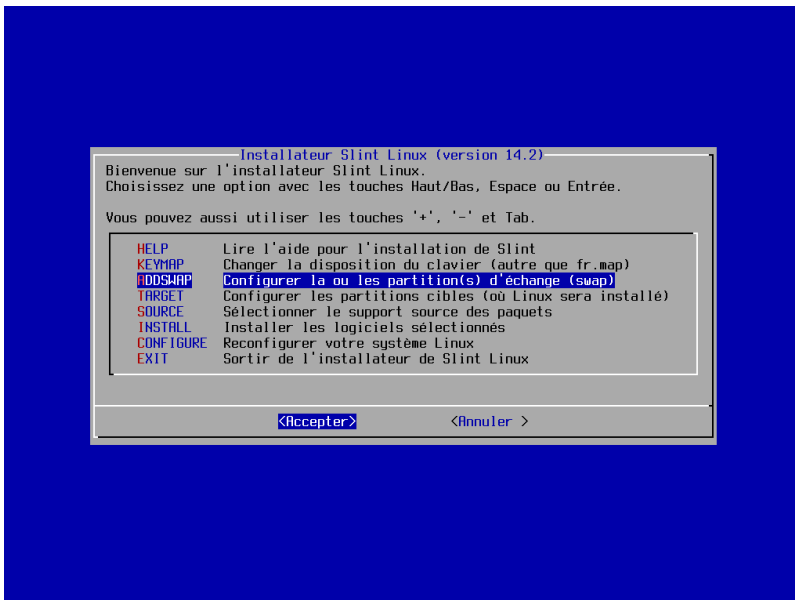 Installateur Slint Linux (version 14.2)
Bienvenue sur l'installateur Slint Linux.
Choisissez une option avec les touches Haut/Bas, Espace ou Entrée.
Vous pouvez aussi utiliser les touches '+', '-' et Tab.
HELP Lire l'aide pour l'installation de Slint
KEYMAP Changer la disposition du clavier (autre que fr.map)
ADDSWAP Configurer la ou les partition(s) d'échange (swap)
TARGET Configurer les partitions cibles (où Linux sera installé)
SOURCE Sélectionner le support source des paquets
INSTALL Installer les logiciels sélectionnés
CONFIGURE Reconfigurer votre système Linux
EXIT Sortir de l'installateur de Slint Linux
<Accepter> <Annuler >